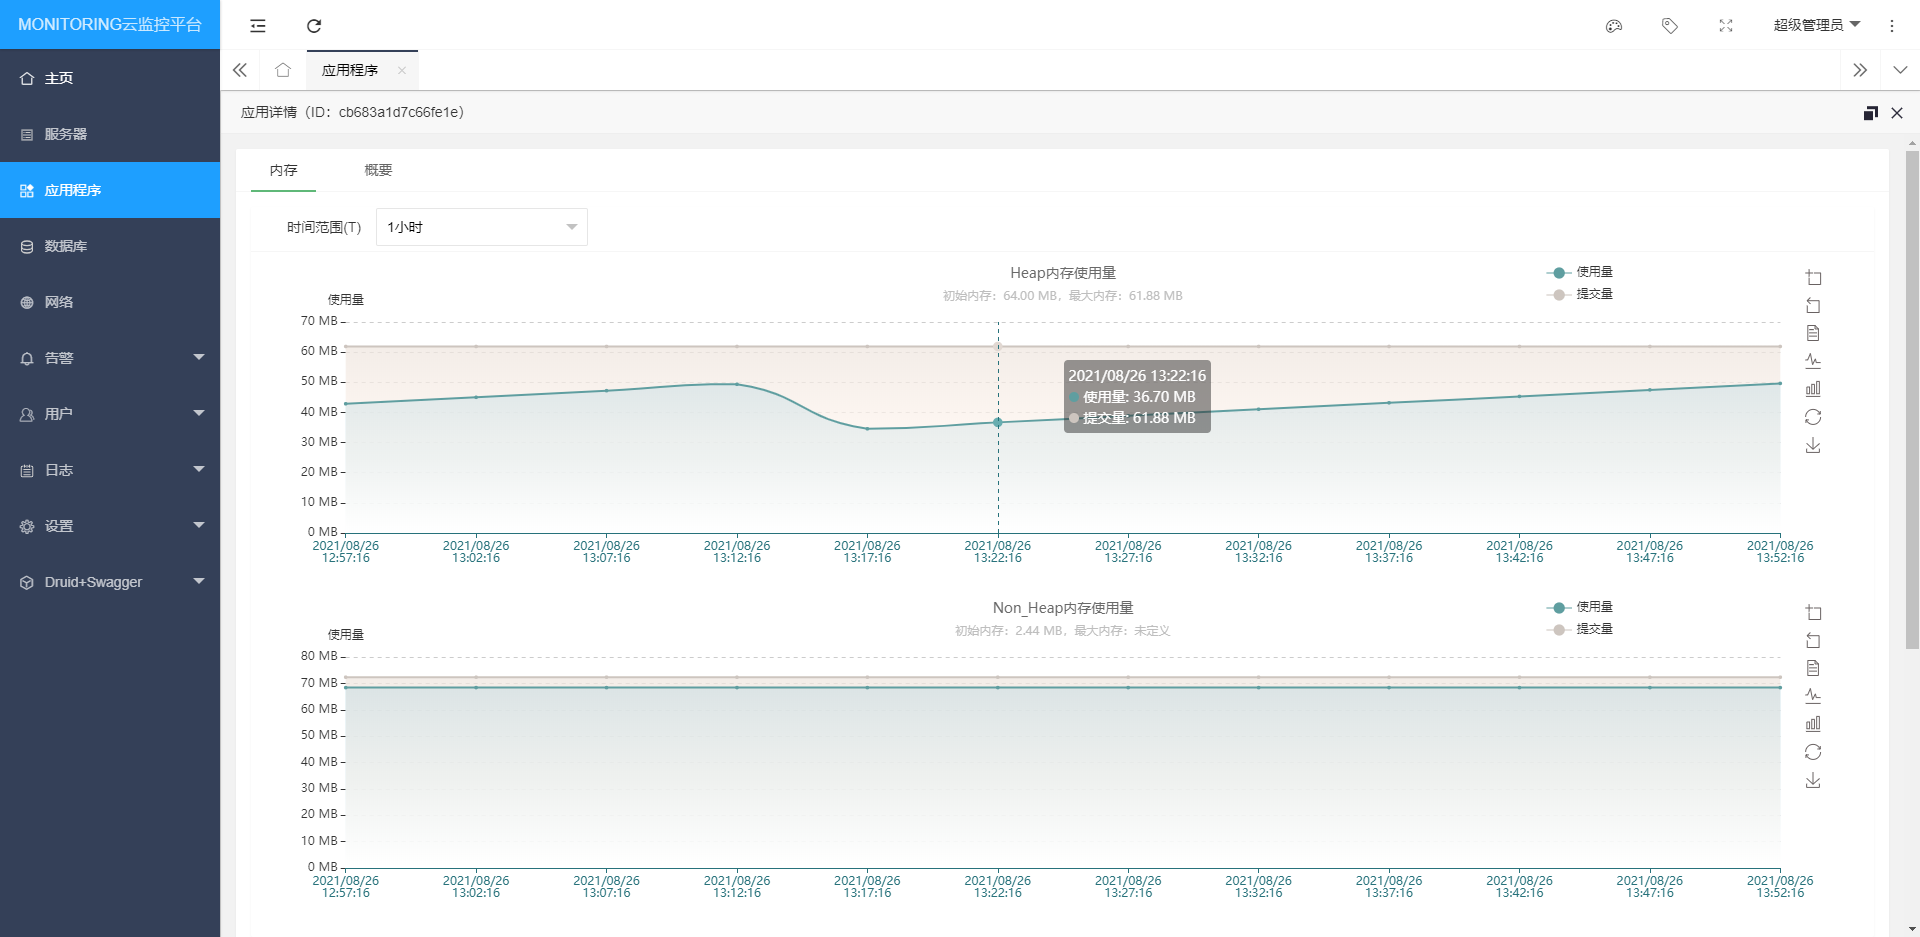 MONITORING云监控平台
超级管理员
主页
服务器
应用程序
数据库
网络
告警
用户
日志
设置
Druid+Swagger
应用程序
应用详情（ID：cb683a1d7c66fe1e）
内存
概要
时间范围(T)
1小时
Heap内存使用量
初始内存：64.00 MB，最大内存：61.88 MB
使用量
提交量
使用量
70 MB
60 MB
50 MB
40 MB
30 MB
20 MB
10 MB
0 MB
2021/08/26 13:22:16
使用量: 36.70 MB
提交量: 61.88 MB
2021/08/26 2021/08/26 2021/08/26 2021/08/26 2021/08/26 2021/08/26 2021/08/26 2021/08/26 2021/08/26 2021/08/26 2021/08/26 2021/08/26
12:57:16 13:02:16 13:07:16 13:12:16 13:17:16 13:22:16 13:27:16 13:32:16 13:37:16 13:42:16 13:47:16 13:52:16
Non_Heap内存使用量
初始内存：2.44 MB，最大内存：未定义
使用量
提交量
使用量
80 MB
70 MB
60 MB
50 MB
40 MB
30 MB
20 MB
10 MB
0 MB
2021/08/26 2021/08/26 2021/08/26 2021/08/26 2021/08/26 2021/08/26 2021/08/26 2021/08/26 2021/08/26 2021/08/26 2021/08/26 2021/08/26
12:57:16 13:02:16 13:07:16 13:12:16 13:17:16 13:22:16 13:27:16 13:32:16 13:37:16 13:42:16 13:47:16 13:52:16